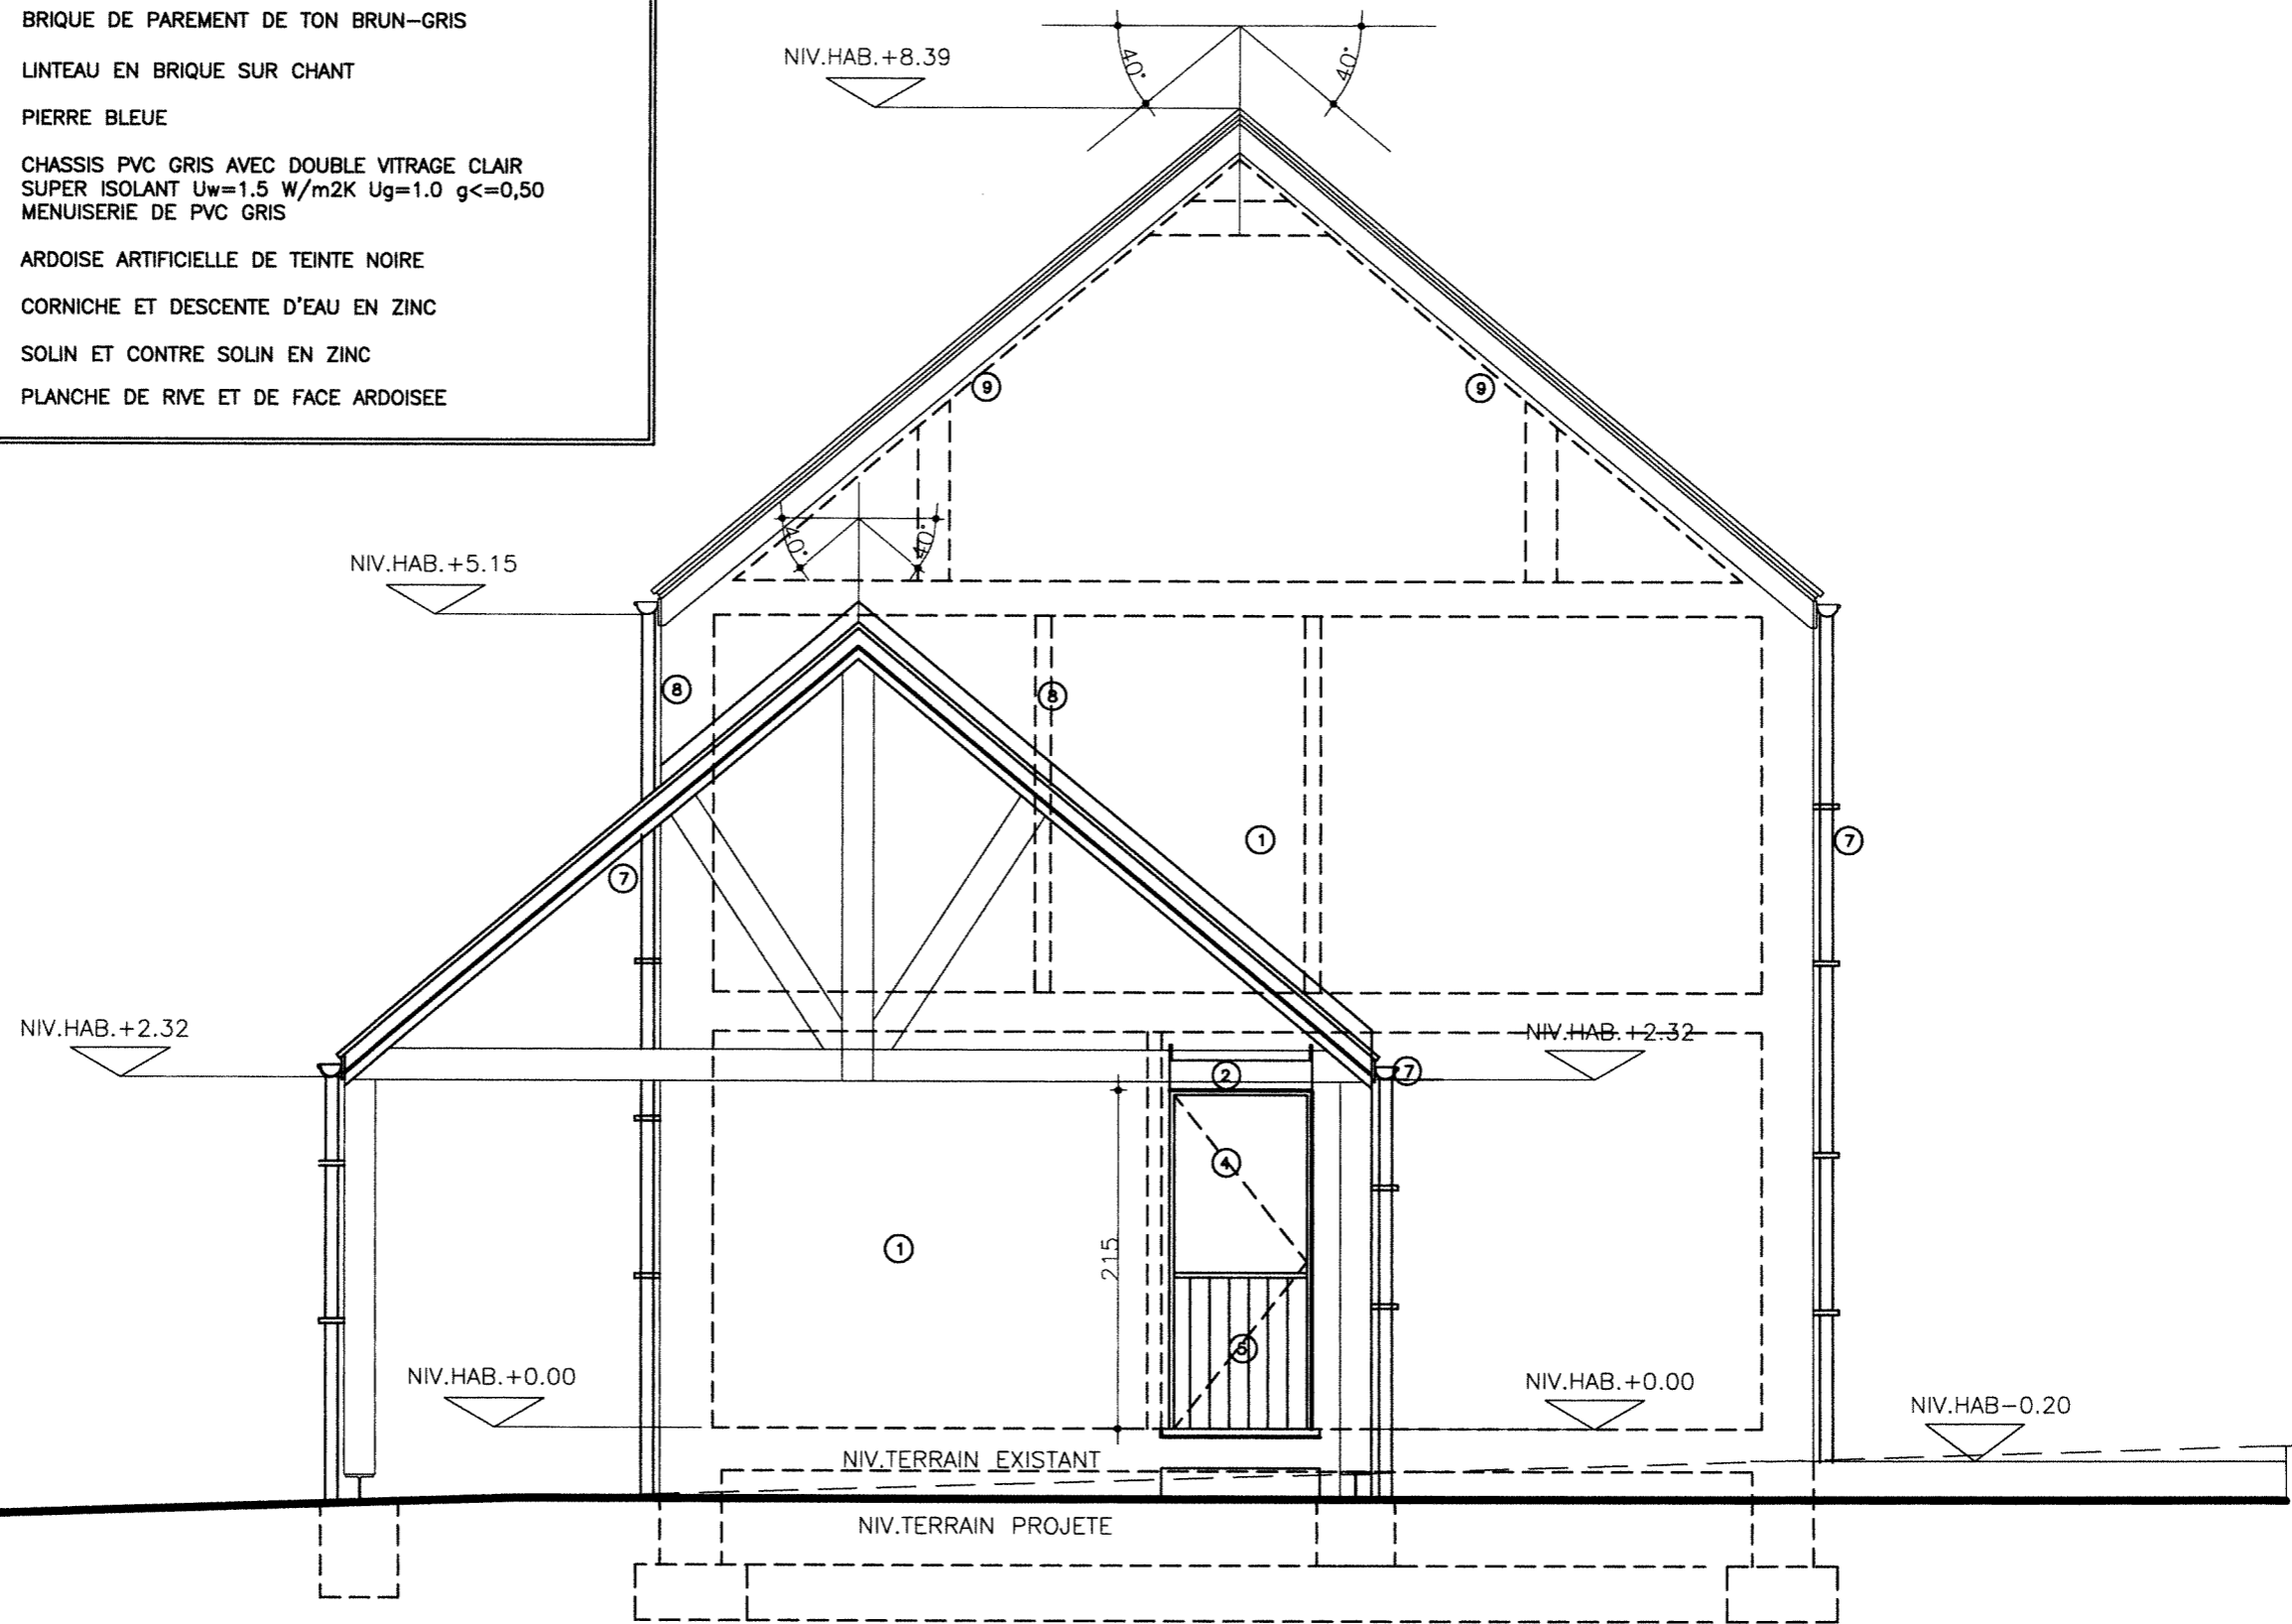 BRIQUE DE PAREMENT DE TON BRUN-GRIS
LINTEAU EN BRIQUE SUR CHANT
PIERRE BLEUE
CHASSIS PVC GRIS AVEC DOUBLE VITRAGE CLAIR
SUPER ISOLANT Uw=1.5 W/m2K Ug=1.0 g<=0,50
MENUISERIE DE PVC GRIS
ARDOISE ARTIFICIELLE DE TEINTE NOIRE
CORNICHE ET DESCENTE D'EAU EN ZINC
SOLIN ET CONTRE SOLIN EN ZINC
PLANCHE DE RIVE ET DE FACE ARDOISEE
NIV.HAB.+8.39
40°
40°
9
9
40°
40°
NIV.HAB.+5.15
8
8
1
7
7
NIV.HAB.+2.32
NIV.HAB.+2.32
2
7
4
215
1
5
NIV.HAB.+0.00
NIV.HAB.+0.00
NIV.HAB-0.20
NIV.TERRAIN EXISTANT
NIV.TERRAIN PROJETE